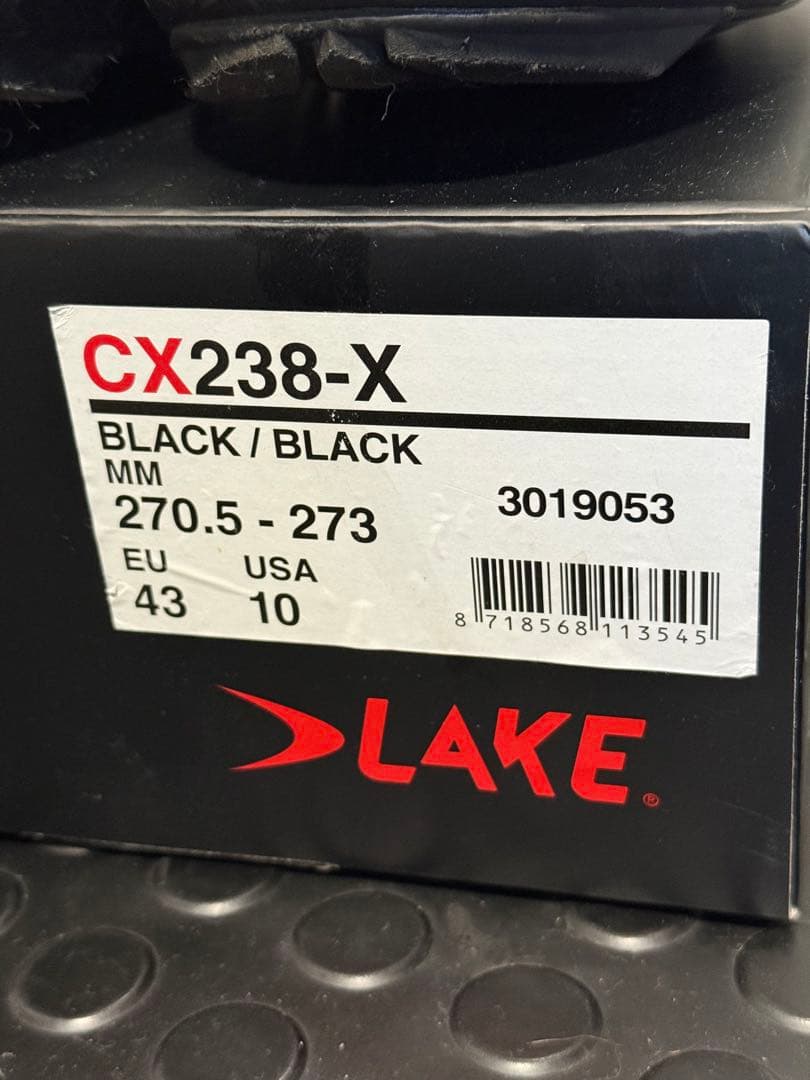 CX238-X
BLACK / BLACK
MM
270.5 - 273
3019053
EU USA
43 10
8 718568 113545
LAKE®